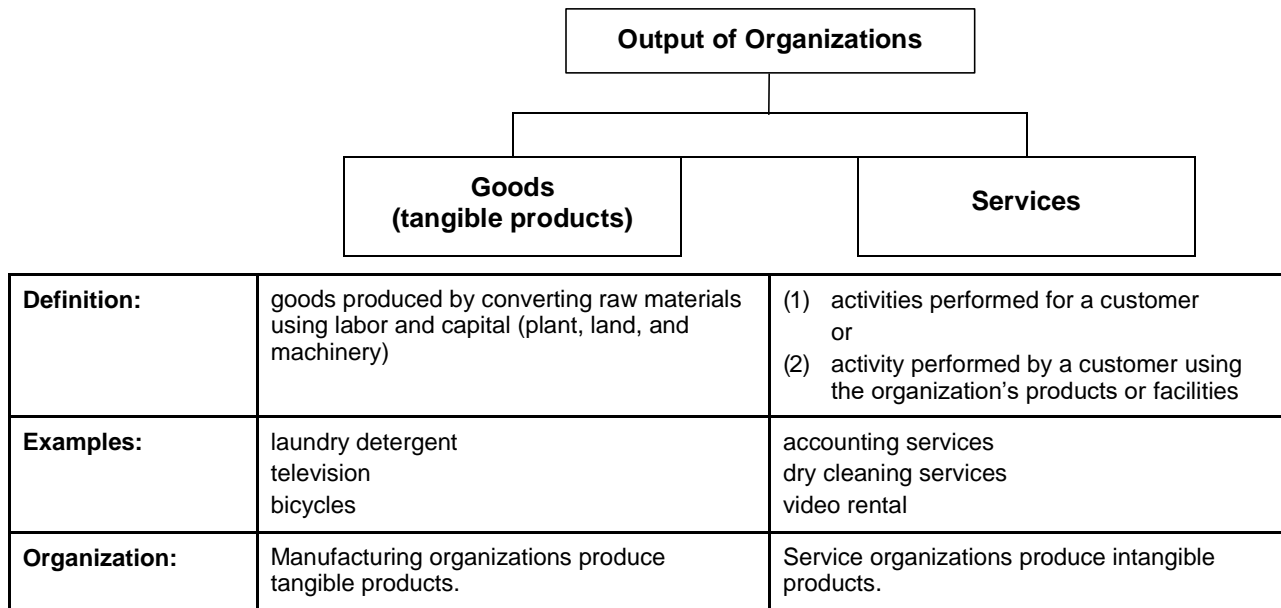 Output of Organizations
Goods
(tangible products)
Services
Definition:
goods produced by converting raw materials
using labor and capital (plant, land, and
machinery)
(1) activities performed for a customer
or
(2) activity performed by a customer using
the organization’s products or facilities
Examples:
laundry detergent
television
bicycles
accounting services
dry cleaning services
video rental
Organization:
Manufacturing organizations produce
tangible products.
Service organizations produce intangible
products.